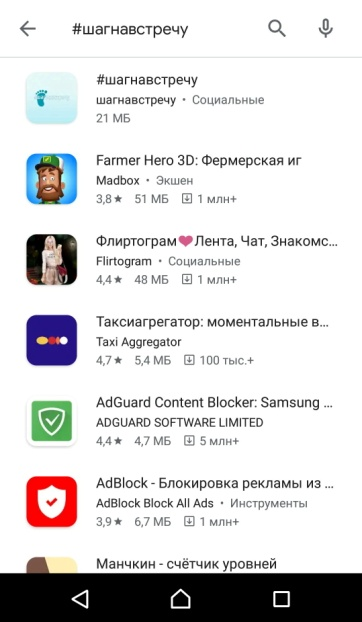 #шагнавстречу
#шагнавстречу
шагнавстречу • Социальные
21 МБ
Farmer Hero 3D: Фермерская иг
Madbox • Экшен
3,8★ 51 МБ 1 млн+
Флиртограм❤Лента, Чат, Знакомс...
Flirtogram • Социальные
4,4★ 48 МБ 1 млн+
Таксиагрегатор: моментальные в...
Taxi Aggregator
4,7★ 5,4 МБ 100 тыс.+
AdGuard Content Blocker: Samsung ...
ADGUARD SOFTWARE LIMITED
4,4★ 4,7 МБ 5 млн+
AdBlock - Блокировка рекламы из ...
AdBlock Block All Ads • Инструменты
3,9★ 6,7 МБ 1 млн+
Манчкин - счётчик уровней